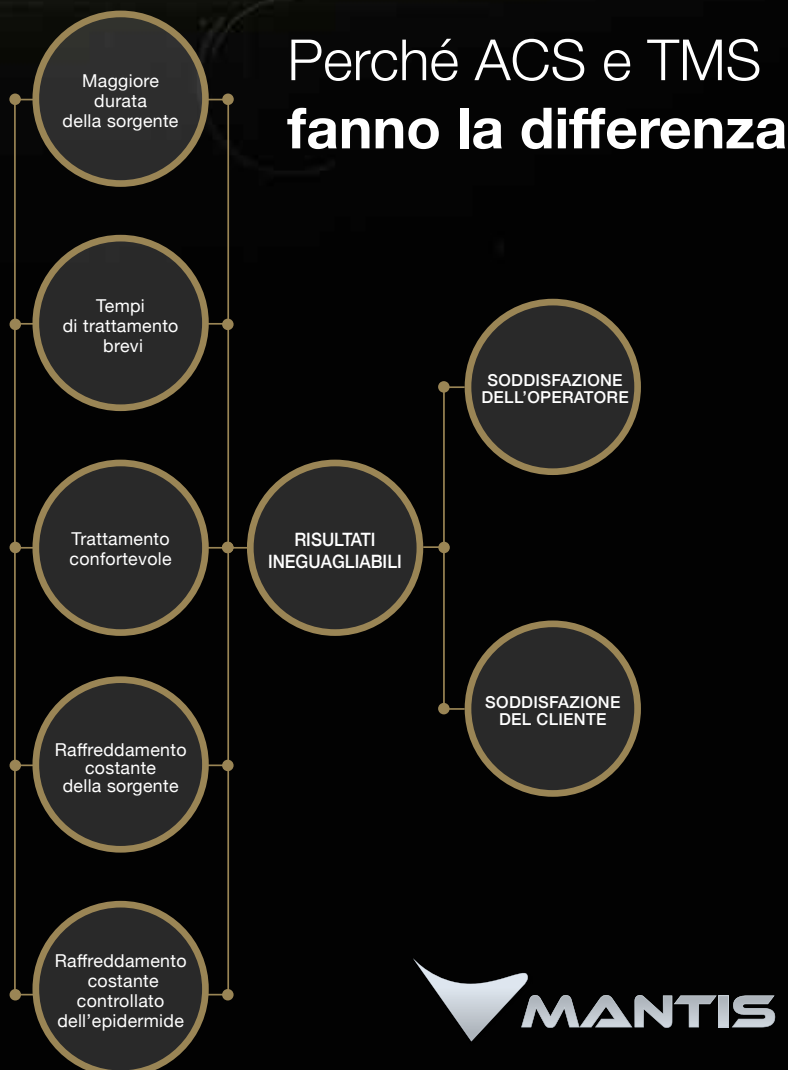 Perché ACS e TMS
fanno la differenza
Maggiore
durata
della sorgente
Tempi
di trattamento
brevi
Trattamento
confortevole
Raffreddamento
costante
della sorgente
Raffreddamento
costante
controllato
dell'epidermide
RISULTATI
INEGUAGLIABILI
SODDISFAZIONE
DELL'OPERATORE
SODDISFAZIONE
DEL CLIENTE
MANTIS